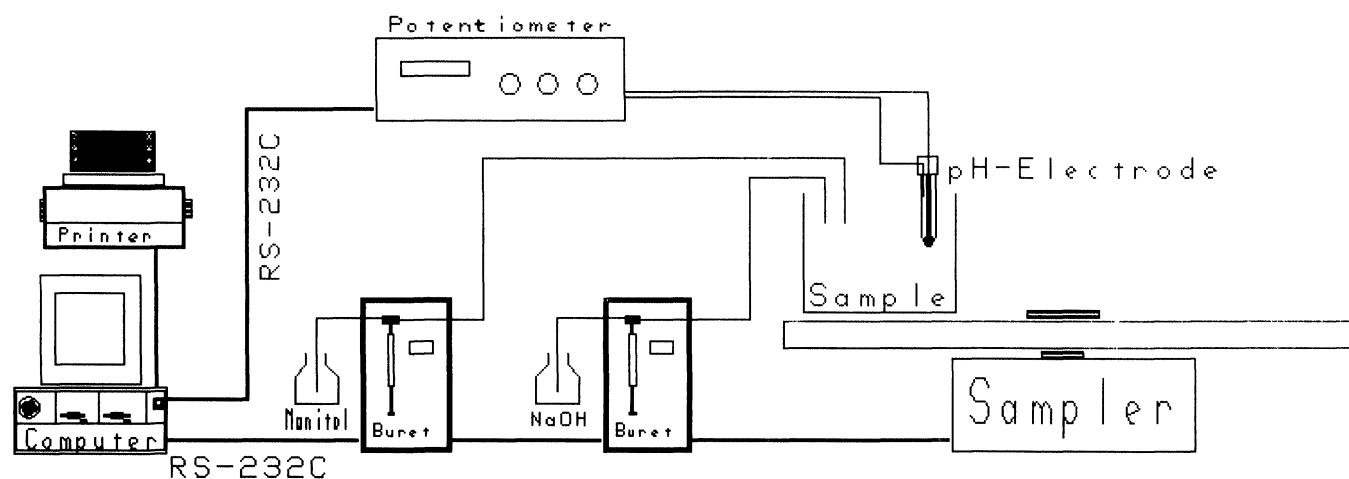 Potentiometer
RS-232C
pH-Electrode
Printer
Sample
Manitol
NaOH
Buret
Buret
Sampler
Computer
RS-232C